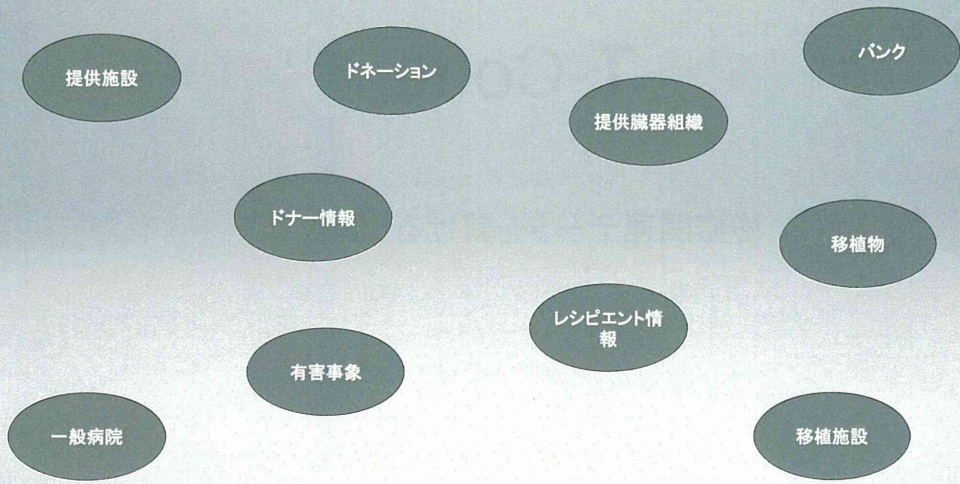 提供施設
ドネーション
バンク
提供臓器組織
ドナー情報
移植物
レシピエント情
報
有害事象
一般病院
移植施設